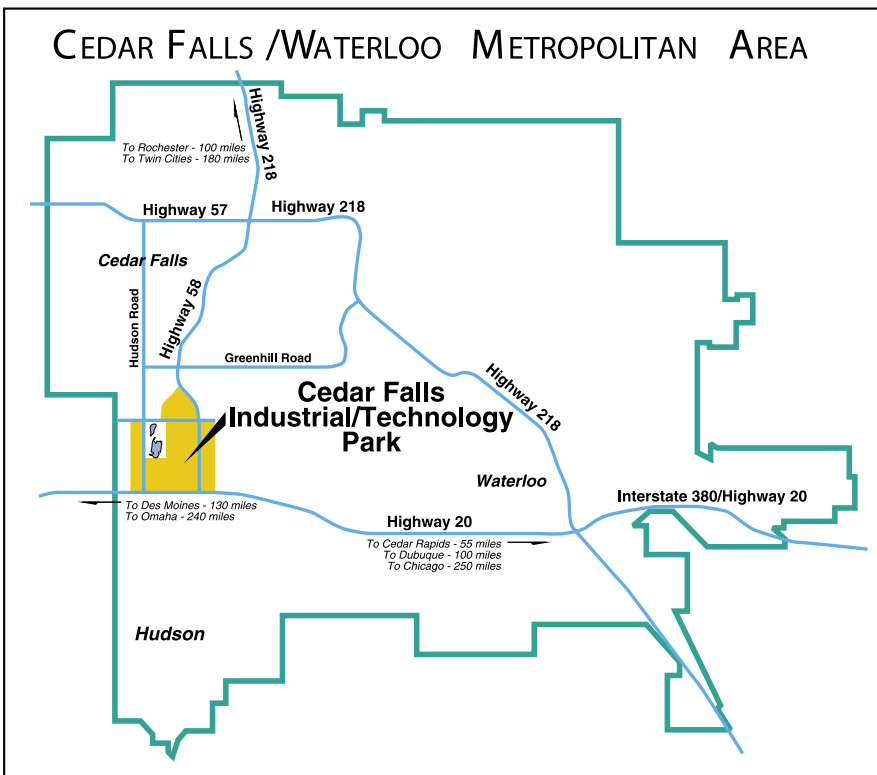 CEDAR FALLS /WATERLOO METROPOLITAN AREA
Highway 218
To Rochester - 100 miles
To Twin Cities - 180 miles
Highway 57
Highway 218
Cedar Falls
Hudson Road
Highway 58
Greenhill Road
Cedar Falls
Industrial/Technology
Park
Highway 218
Waterloo
Interstate 380/Highway 20
To Des Moines - 130 miles
To Omaha - 240 miles
Highway 20
To Cedar Rapids - 55 miles
To Dubuque - 100 miles
To Chicago - 250 miles
Hudson